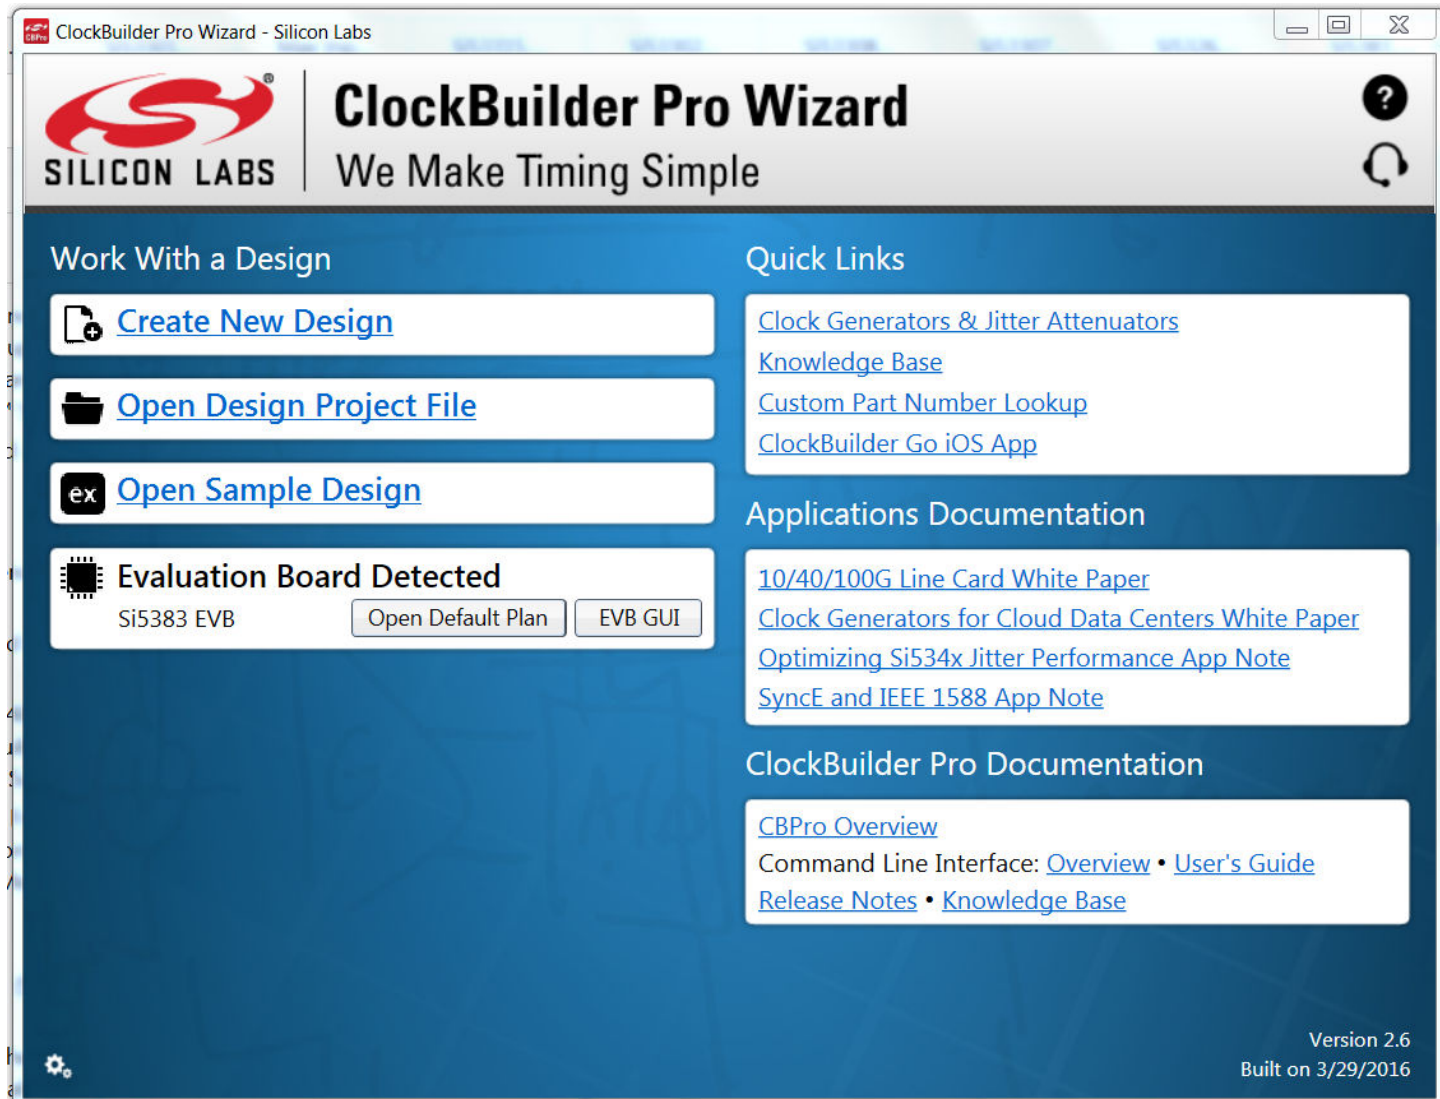 ClockBuilder Pro Wizard - Silicon Labs
SILICON LABS
®
ClockBuilder Pro Wizard
We Make Timing Simple
?
Work With a Design
Create New Design
Open Design Project File
ex Open Sample Design
Evaluation Board Detected
Si5383 EVB Open Default Plan EVB GUI
Quick Links
Clock Generators & Jitter Attenuators
Knowledge Base
Custom Part Number Lookup
ClockBuilder Go iOS App
Applications Documentation
10/40/100G Line Card White Paper
Clock Generators for Cloud Data Centers White Paper
Optimizing Si534x Jitter Performance App Note
SyncE and IEEE 1588 App Note
ClockBuilder Pro Documentation
CBPro Overview
Command Line Interface: Overview • User's Guide
Release Notes • Knowledge Base
Version 2.6
Built on 3/29/2016